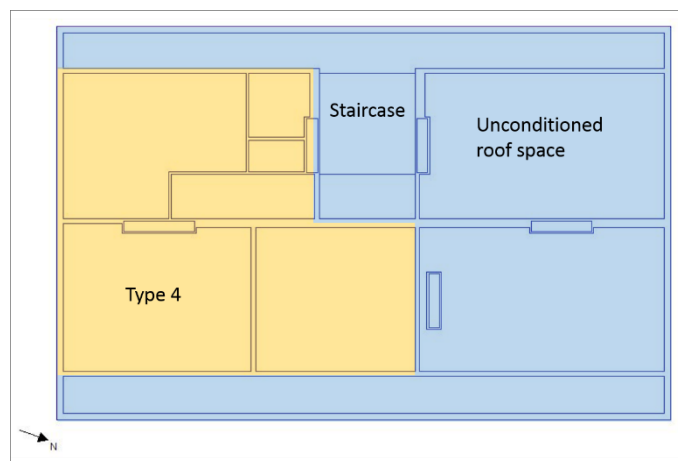 Staircase
Unconditioned
roof space
Type 4
N